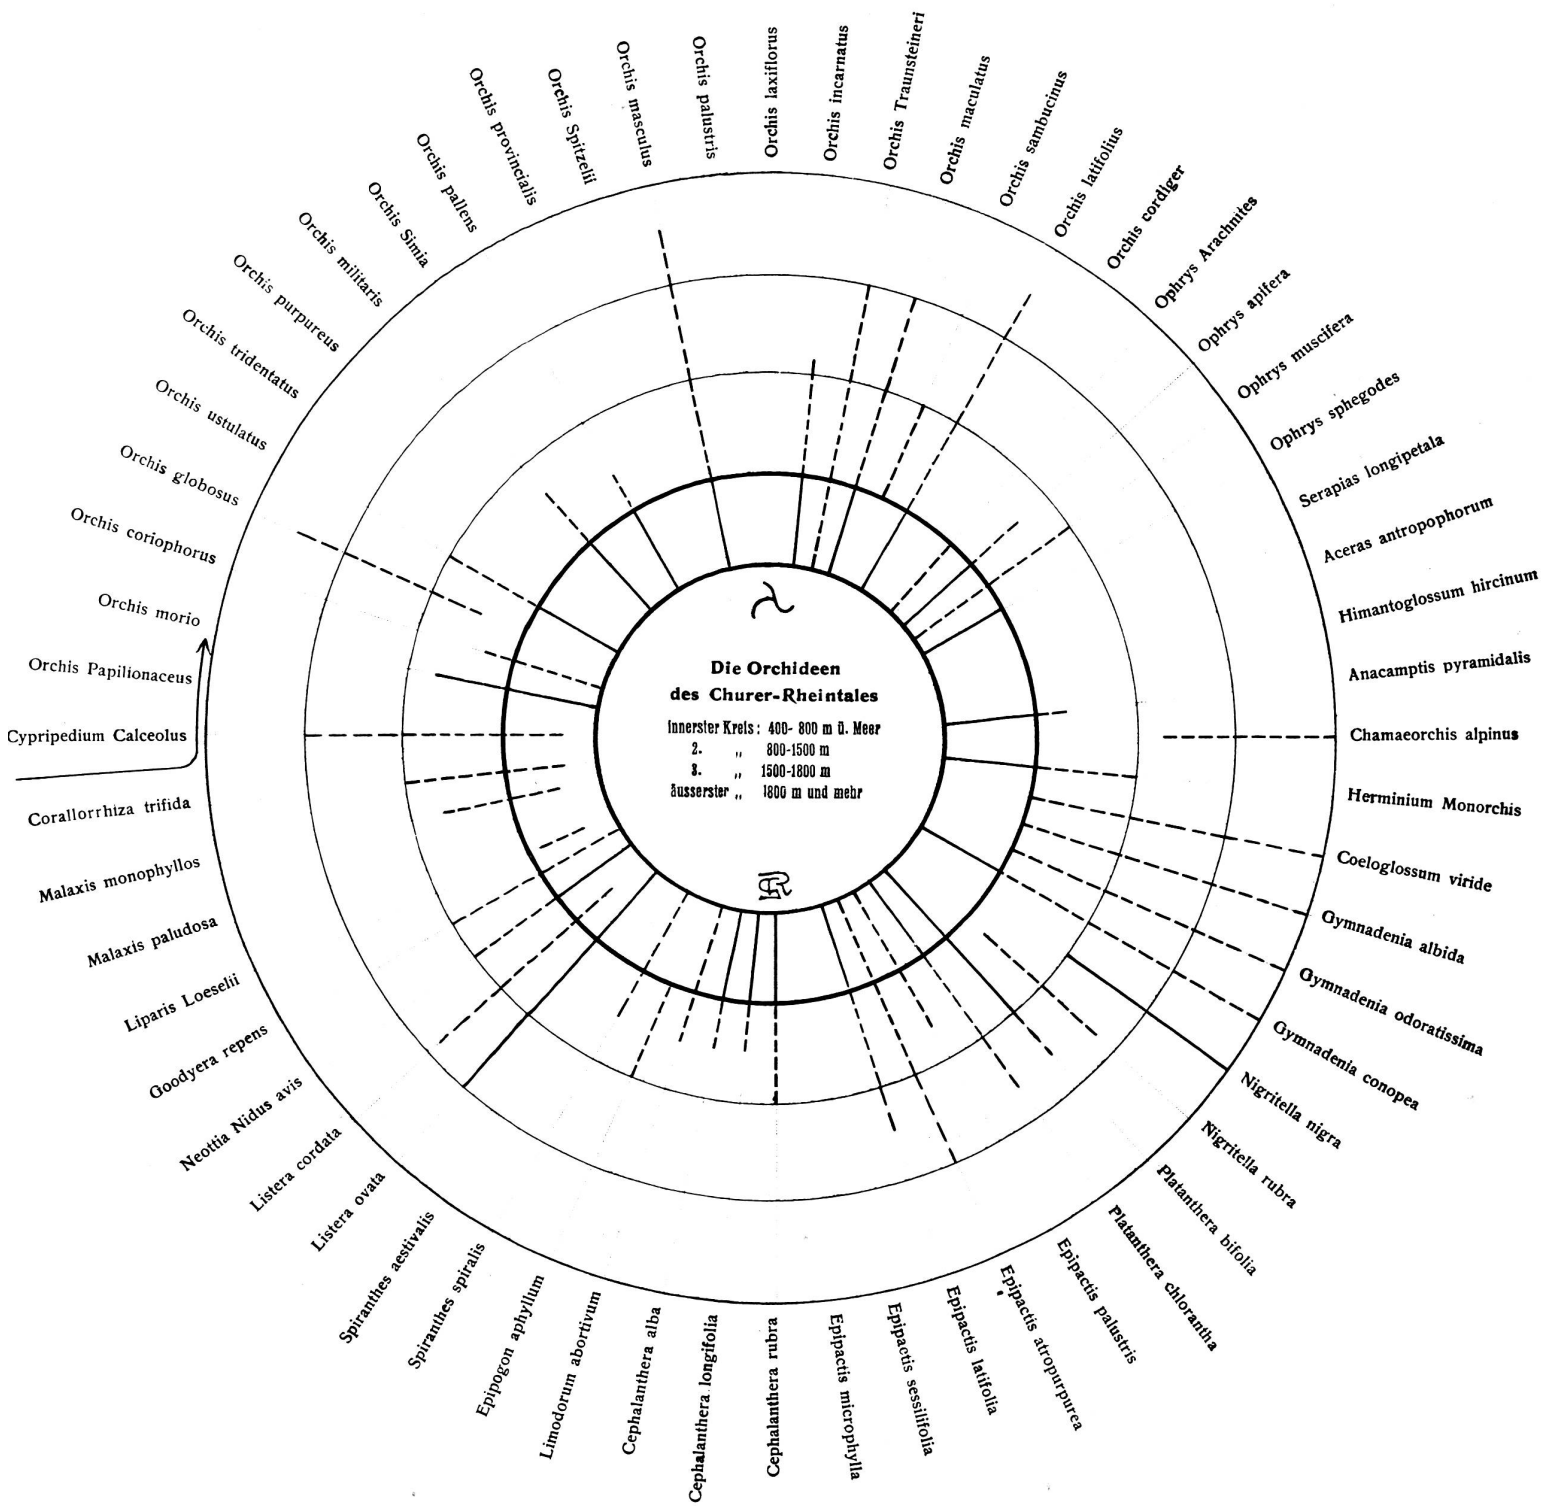 Die Orchideen
des Churer-Rheintales
innerster Kreis: 400- 800 m ü. Meer
2. „ 800-1500 m
3. „ 1500-1800 m
äusserster „ 1800 m und mehr
Cypripedium Calceolus
Orchis Papilionaceus
Orchis morio
Orchis coriophorus
Orchis globosus
Orchis ustulatus
Orchis tridentatus
Orchis purpureus
Orchis militaris
Orchis Simia
Orchis pallens
Orchis provincialis
Orchis Spitzelii
Orchis masculus
Orchis palustris
Orchis laxiflorus
Orchis incarnatus
Orchis Traunsteineri
Orchis maculatus
Orchis sambucinus
Orchis latifolius
Orchis cordiger
Ophrys Arachnites
Ophrys apifera
Ophrys muscifera
Ophrys sphegodes
Serapias longipetala
Aceras antropophorum
Himantoglossum hircinum
Anacamptis pyramidalis
Chamaeorchis alpinus
Herminium Monorchis
Coeloglossum viride
Gymnadenia albida
Gymnadenia odoratissima
Gymnadenia conopea
Nigritella nigra
Nigritella rubra
Platanthera bifolia
Platanthera chlorantha
Epipactis palustris
Epipactis atropurpurea
Epipactis latifolia
Epipactis sessilifolia
Epipactis microphylla
Cephalanthera rubra
Cephalanthera longifolia
Cephalanthera alba
Limodorum abortivum
Epipogon aphyllum
Spiranthes spiralis
Spiranthes aestivalis
Listera ovata
Listera cordata
Neottia Nidus avis
Goodyera repens
Liparis Loeselii
Malaxis paludosa
Malaxis monophyllos
Corallorrhiza trifida